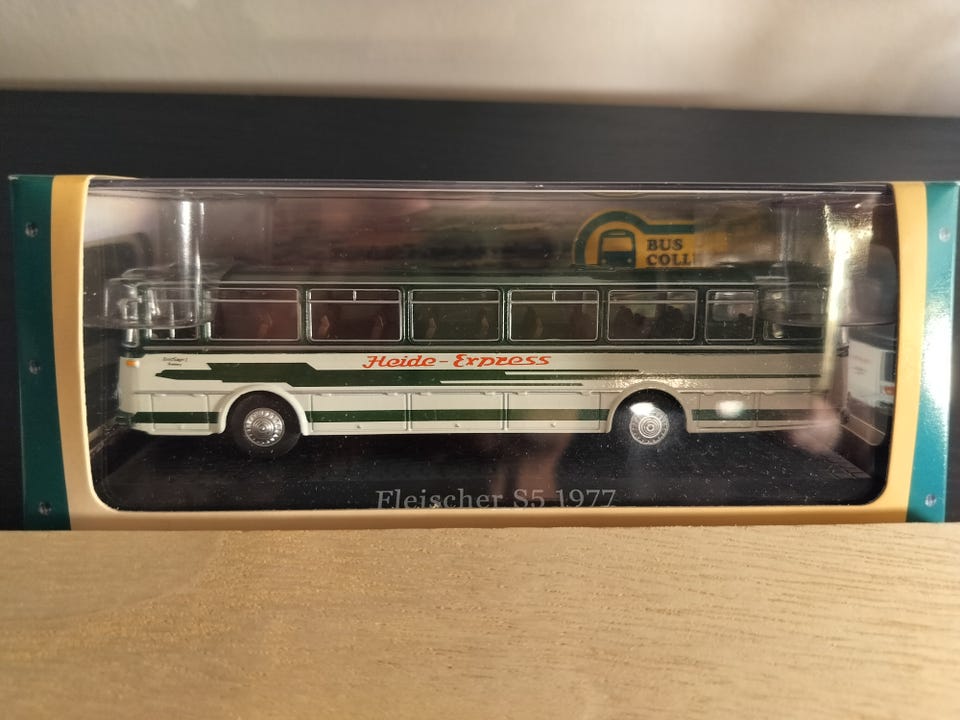 BUS
COLL
Heide-Express
Fleischer S5 1977